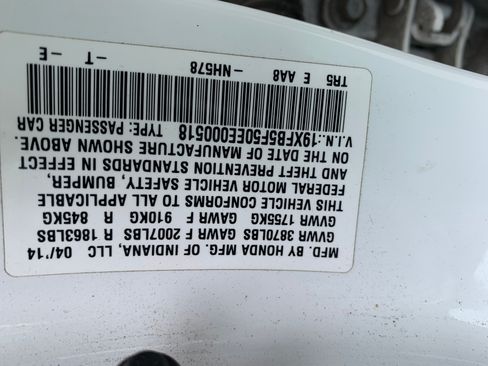 MFD. BY HONDA MFG. OF INDIANA, LLC 04/'14
GVWR 3870LBS GAWR F 2007LBS R 1863LBS
GVWR 1755KG GAWR F 910KG R 845KG
THIS VEHICLE CONFORMS TO ALL APPLICABLE
FEDERAL MOTOR VEHICLE SAFETY, BUMPER,
AND THEFT PREVENTION STANDARDS IN EFFECT
ON THE DATE OF MANUFACTURE SHOWN ABOVE.
V.I.N.:19XFB5F50EE000518 TYPE: PASSENGER CAR
TR5 E AA8 -NH578 -T -E